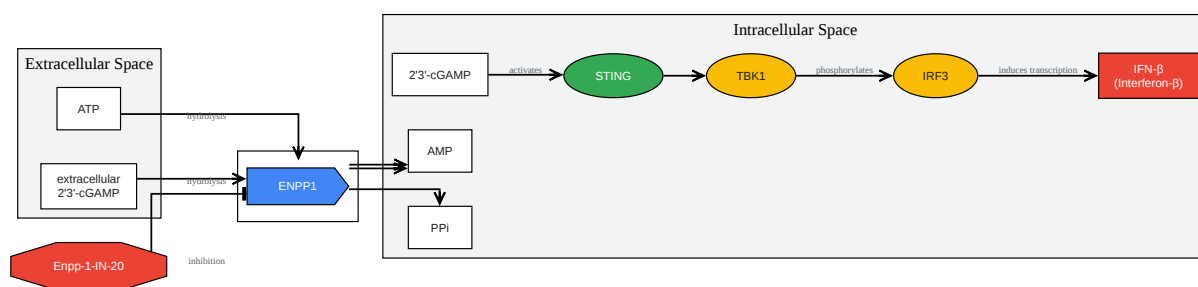 Extracellular Space
ATP
hydrolysis
extracellular
2'3'-cGAMP
hydrolysis
Enpp-1-IN-20
inhibition
ENPP1
Intracellular Space
2'3'-cGAMP
activates
STING
TBK1
phosphorylates
IRF3
induces transcription
IFN-β
(Interferon-β)
AMP
PPi